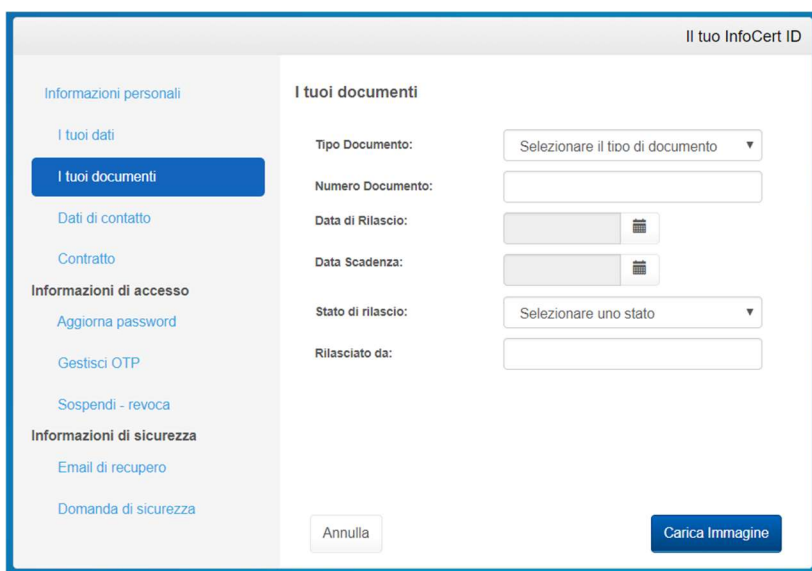 Il tuo InfoCert ID
Informazioni personali
I tuoi dati
I tuoi documenti
Dati di contatto
Contratto
Informazioni di accesso
Aggiorna password
Gestisci OTP
Sospendi - revoca
Informazioni di sicurezza
Email di recupero
Domanda di sicurezza
I tuoi documenti
Tipo Documento: Selezionare il tipo di documento
Numero Documento:
Data di Rilascio:
Data Scadenza:
Stato di rilascio: Selezionare uno stato
Rilasciato da:
Annulla Carica Immagine